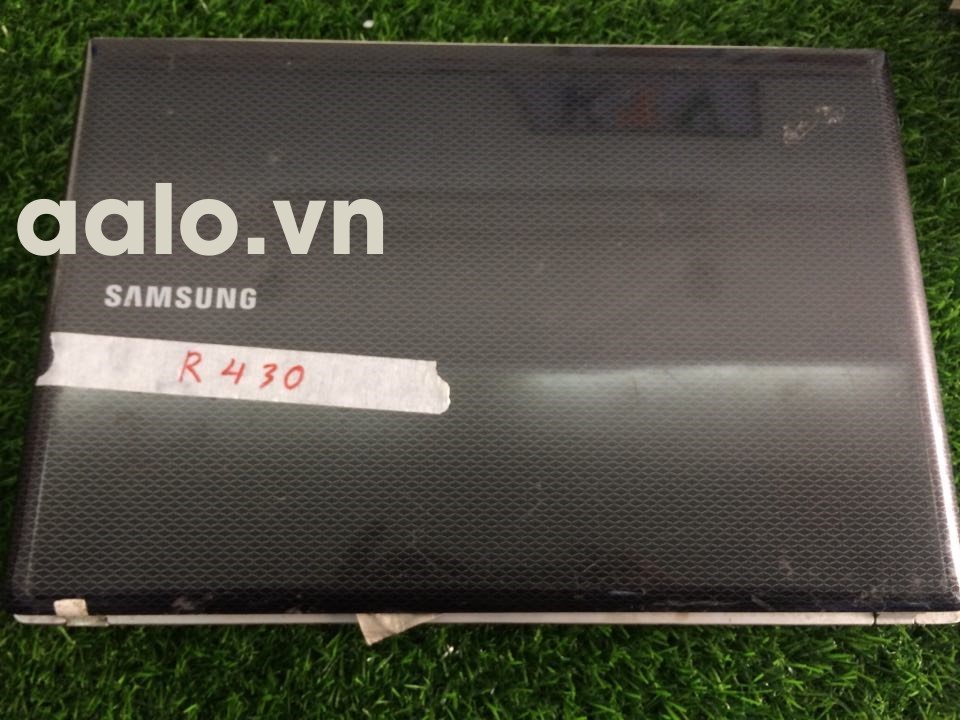 aalo.vn
SAMSUNG
R 430